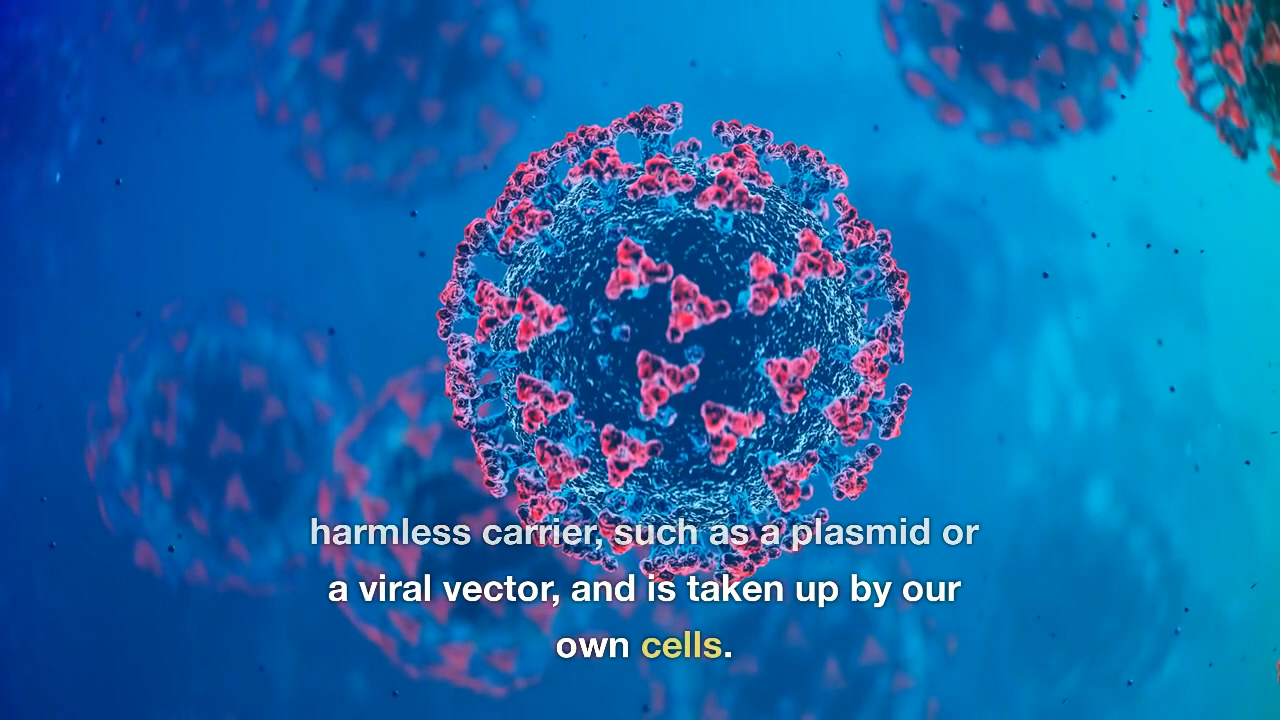 harmless carrier, such as a plasmid or
a viral vector, and is taken up by our
own cells.